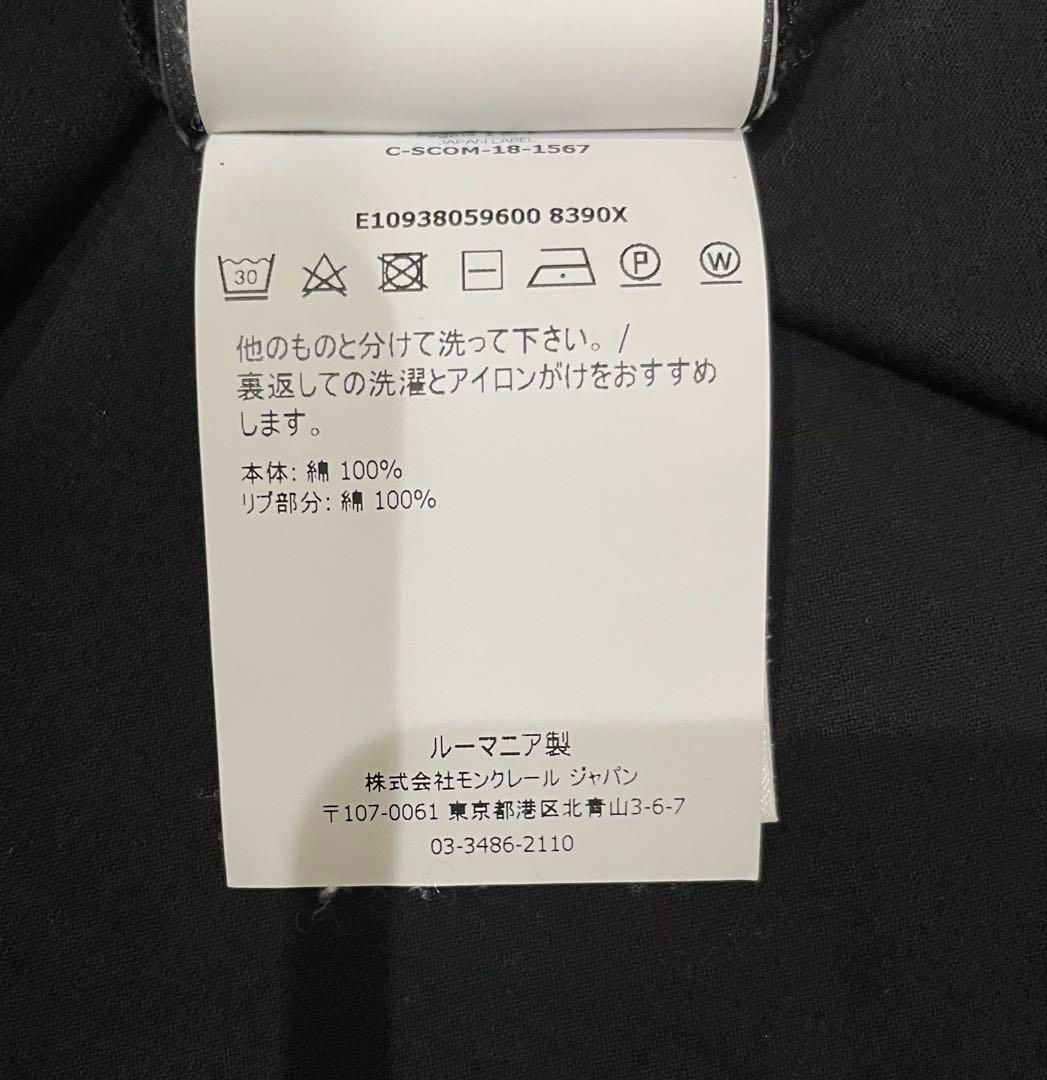 JAPAN LABEL
C-SCOM-18-1567
E10938059600 8390X
30 P W
他のものと分けて洗って下さい。/
裏返しての洗濯とアイロンがけをおすすめ
します。
本体: 綿 100%
リブ部分: 綿 100%
ルーマニア製
株式会社モンクレール ジャパン
〒107-0061 東京都港区北青山3-6-7
03-3486-2110